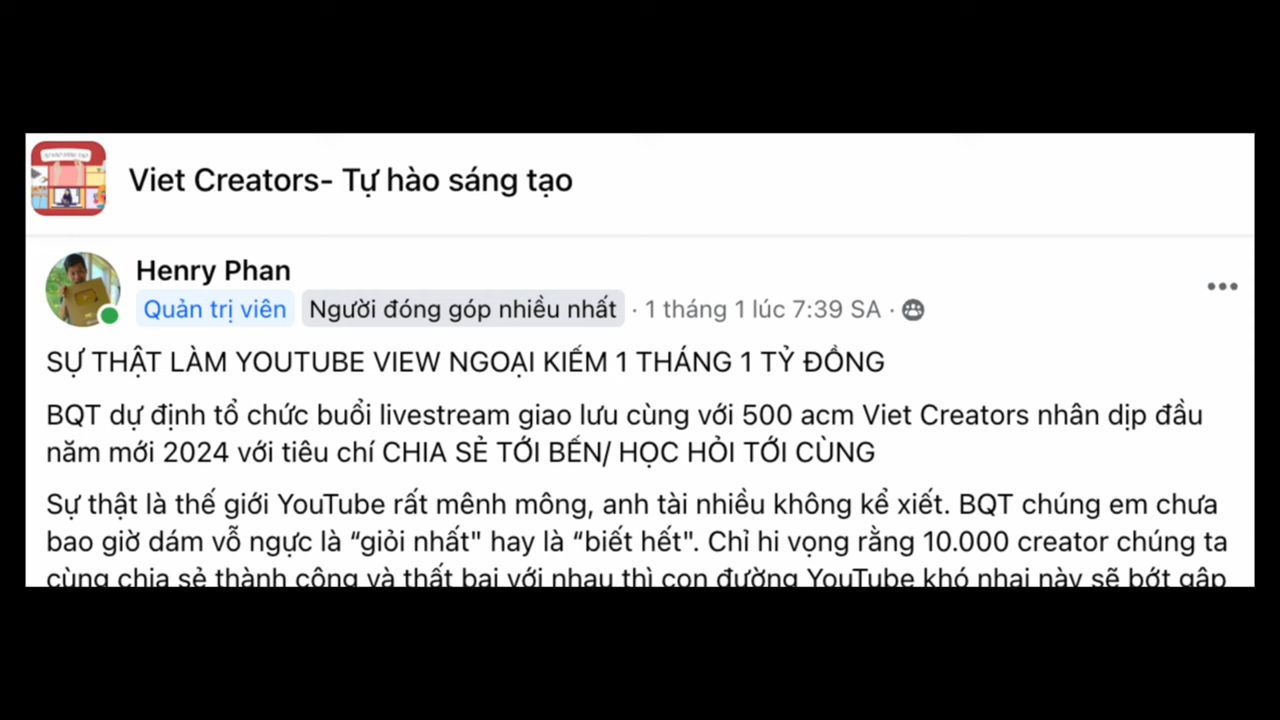 Viet Creators- Tự hào sáng tạo
Henry Phan
Quản trị viên Người đóng góp nhiều nhất · 1 tháng 1 lúc 7:39 SA ·
SỰ THẬT LÀM YOUTUBE VIEW NGOẠI KIẾM 1 THÁNG 1 TỶ ĐỒNG
BQT dự định tổ chức buổi livestream giao lưu cùng với 500 acm Viet Creators nhân dịp đầu
năm mới 2024 với tiêu chí CHIA SẺ TỚI BẾN/ HỌC HỎI TỚI CÙNG
Sự thật là thế giới YouTube rất mênh mông, anh tài nhiều không kể xiết. BQT chúng em chưa
bao giờ dám vỗ ngực là “giỏi nhất" hay là “biết hết". Chỉ hi vọng rằng 10.000 creator chúng ta
cùng chia sẻ thành công và thất bại với nhau thì con đường YouTube khó nhai này sẽ bớt gập